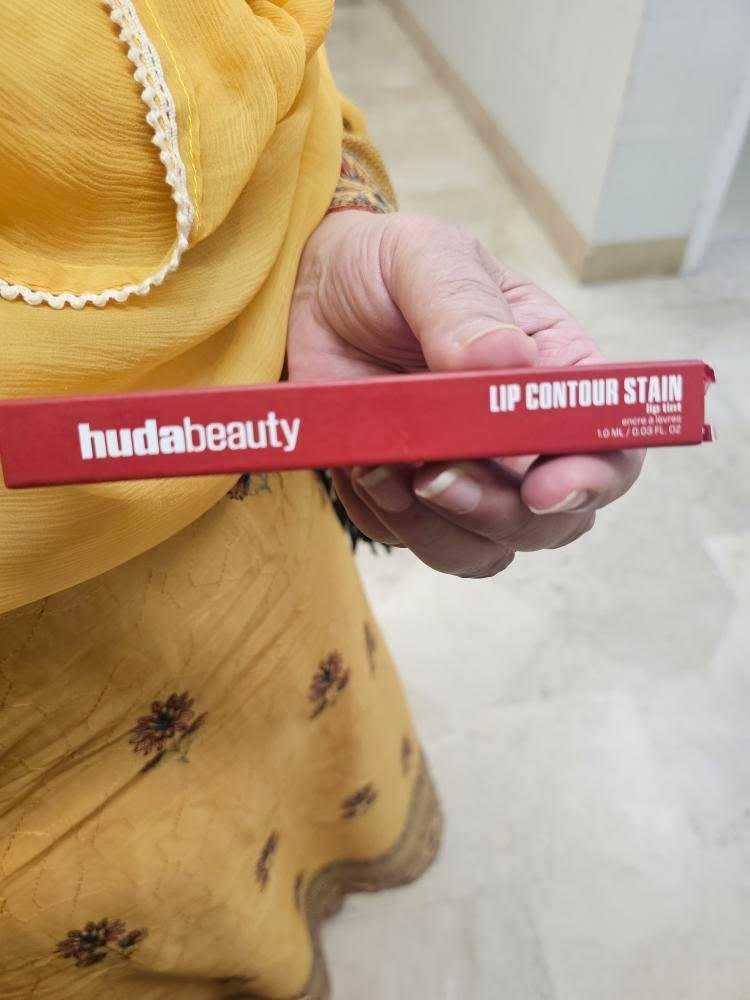 hudabeauty
LIP CONTOUR STAIN
lip tint
encre à lèvres
1.0 ML / 0.03 FL. OZ